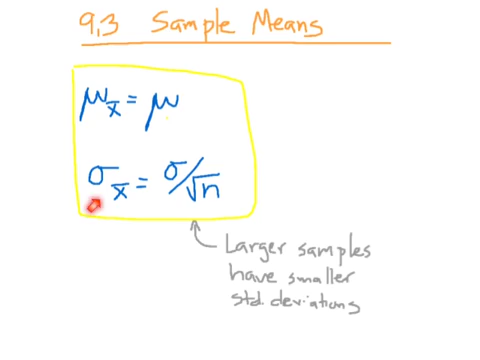 9.3 Sample Means
μx̄ = μ
σx̄ = σ/√n
Larger samples
have smaller
std. deviations